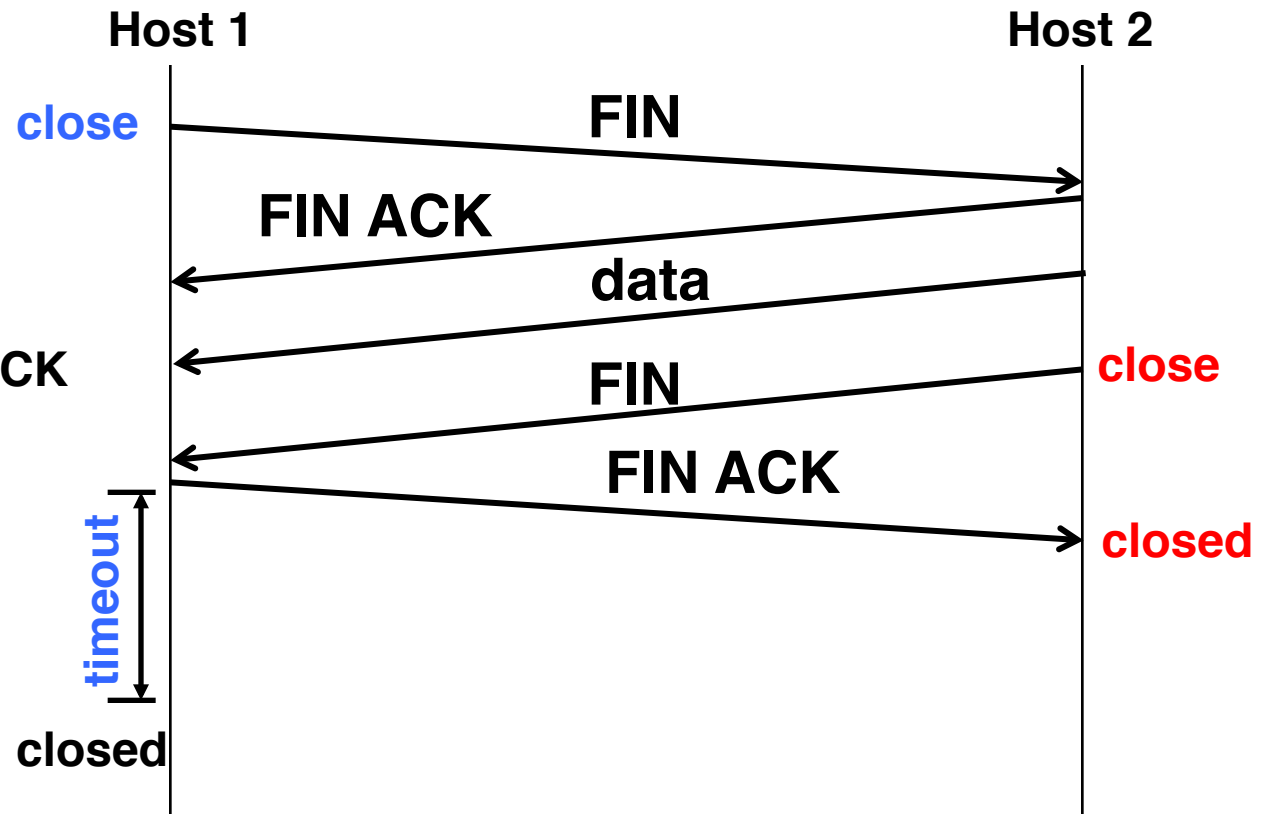 Host 1
Host 2
close
FIN
FIN ACK
data
CK
close
FIN
FIN ACK
closed
timeout
closed